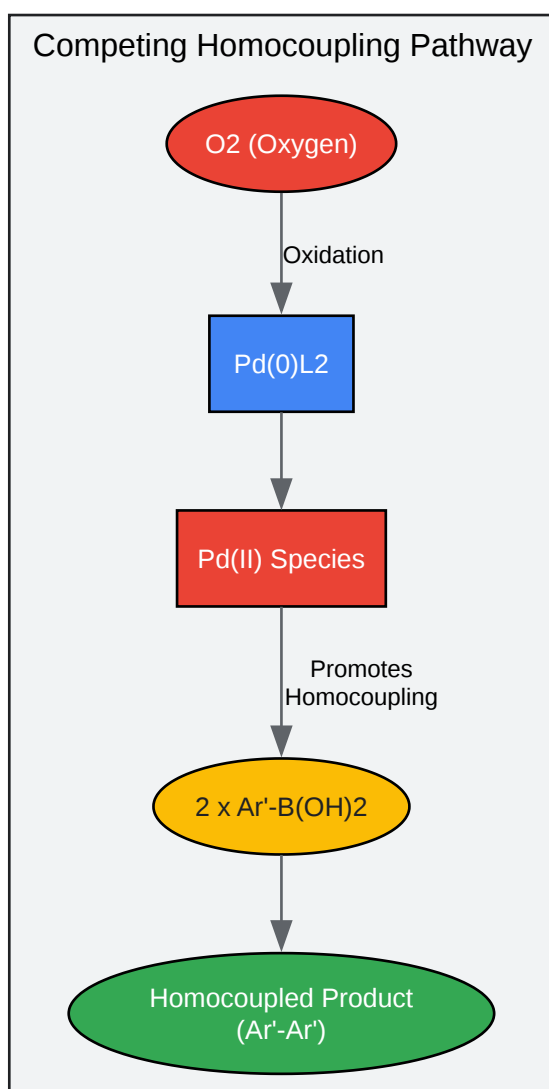 Competing Homocoupling Pathway
O2 (Oxygen)
Oxidation
Pd(0)L2
Pd(II) Species
Promotes
Homocoupling
2 x Ar'-B(OH)2
Homocoupled Product
(Ar'-Ar')